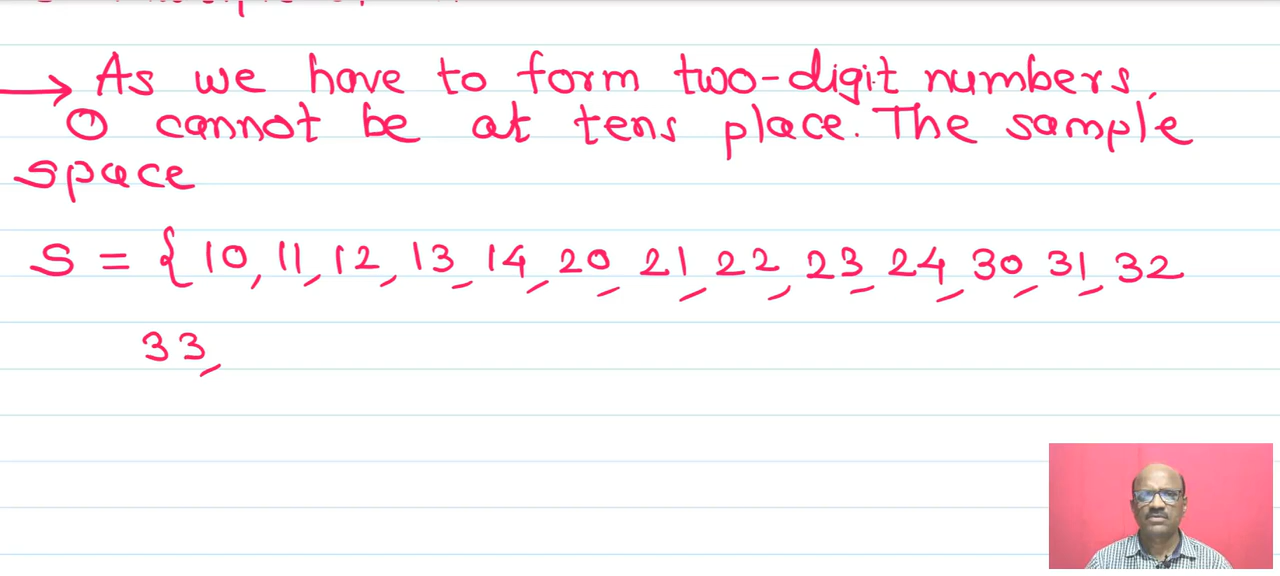 → As we have to form two-digit numbers,
0 cannot be at tens place. The sample
space
S = { 10, 11, 12, 13, 14, 20, 21, 22, 23, 24, 30, 31, 32
33,